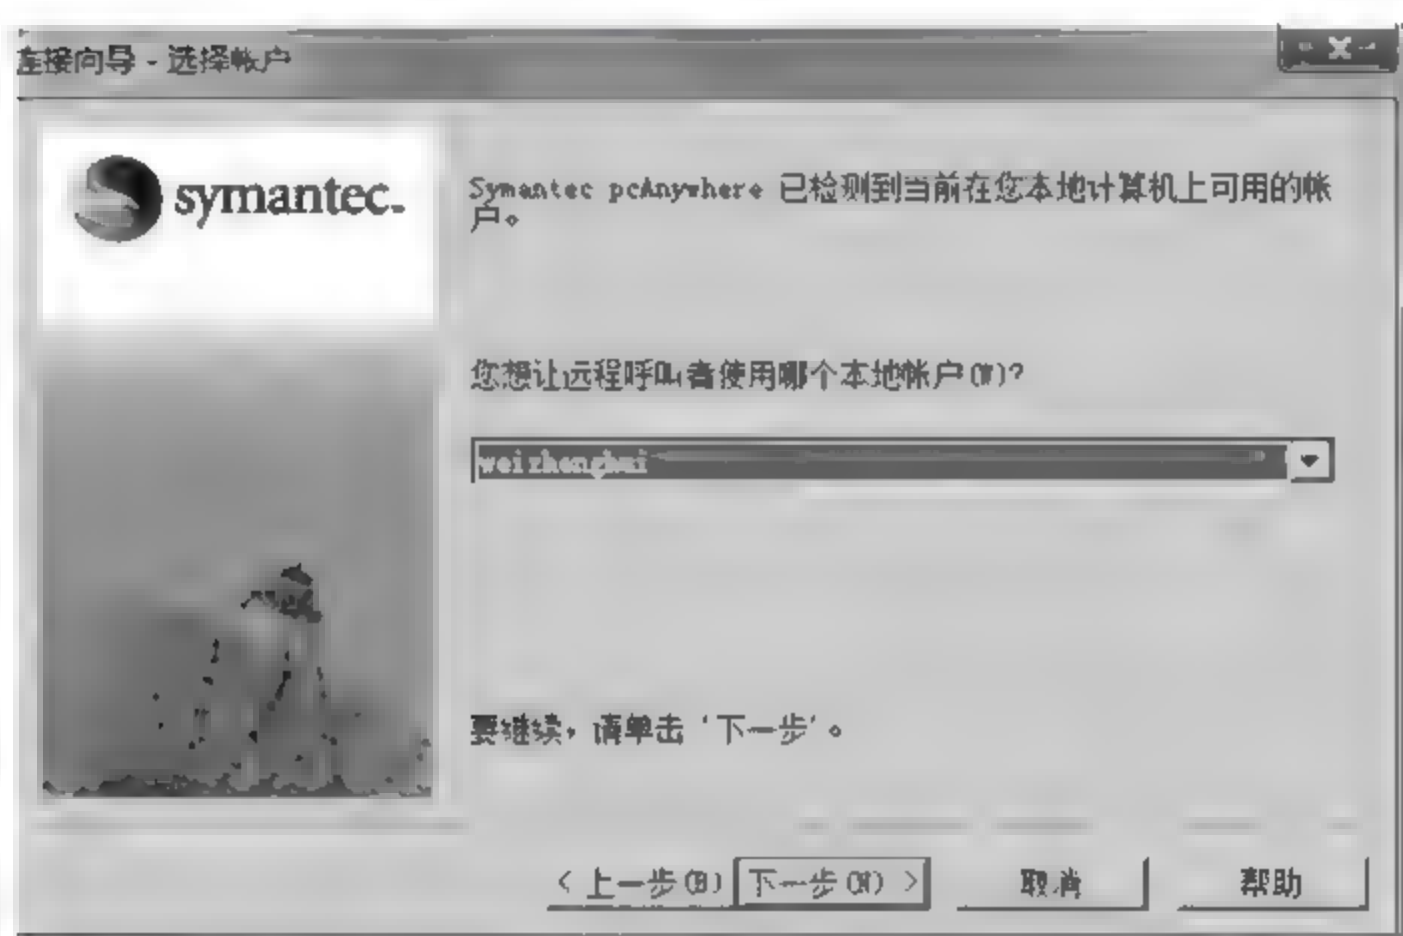 连接向导 - 选择帐户
symantec.
Symantec pcAnywhere 已检测到当前在您本地计算机上可用的帐
户。
您想让远程呼叫者使用哪个本地帐户(W)?
weizhenghui
要继续，请单击‘下一步’。
< 上一步(B) 下一步(N) > 取消 帮助